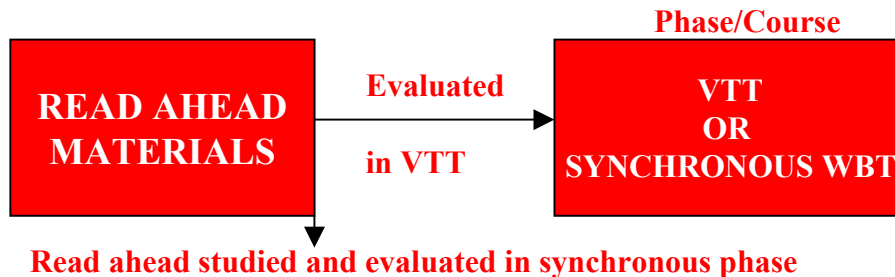 Phase/Course
READ AHEAD
MATERIALS
Evaluated
in VTT
VTT
OR
SYNCHRONOUS WBT
Read ahead studied and evaluated in synchronous phase